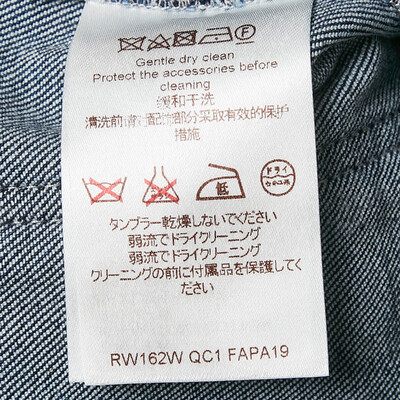 Gently dry clean
Protect the accessories before
cleaning
缓和干洗
清洗前请对配饰部分采取有效的保护
措施
低
ドライ
タンブラー乾燥しないでください
弱流でドライクリーニング
弱流でドライクリーニング
クリーニングの前に付属品を保護してく
ださい
RW162W QC1 FAPA19